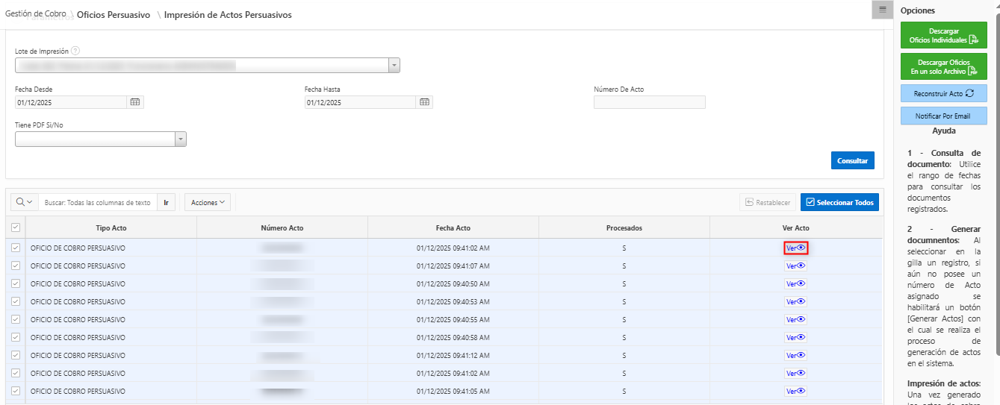 Gestión de Cobro \ Oficios Persuasivo \ Impresión de Actos Persuasivos
Parámetros
Lote de Impresión ?
Fecha Desde
Fecha Hasta
Número De Acto
01/12/2025
01/12/2025
Tiene PDF Si/No
Consultar
Buscar: Todas las columnas de texto
Ir
Acciones
Restablecer
Seleccionar Todos
Tipo Acto Número Acto Fecha Acto Procesados Ver Acto
OFICIO DE COBRO PERSUASIVO 01/12/2025 09:41:02 AM S Ver
OFICIO DE COBRO PERSUASIVO 01/12/2025 09:41:07 AM S Ver
OFICIO DE COBRO PERSUASIVO 01/12/2025 09:40:50 AM S Ver
OFICIO DE COBRO PERSUASIVO 01/12/2025 09:40:53 AM S Ver
OFICIO DE COBRO PERSUASIVO 01/12/2025 09:40:55 AM S Ver
OFICIO DE COBRO PERSUASIVO 01/12/2025 09:40:58 AM S Ver
OFICIO DE COBRO PERSUASIVO 01/12/2025 09:41:12 AM S Ver
OFICIO DE COBRO PERSUASIVO 01/12/2025 09:41:02 AM S Ver
OFICIO DE COBRO PERSUASIVO 01/12/2025 09:41:05 AM S Ver
Opciones
Descargar
Oficios Individuales PDF
Descargar Oficios
En un solo Archivo PDF
Reconstruir Acto
Notificar Por Email
Ayuda
1 - Consulta de
documento: Utilice
el rango de fechas
para consultar los
documentos
registrados.
2 - Generar
documnentos: Al
seleccionar en la
gilla un registro, si
aún no posee un
número de Acto
asignado se
habilitará un botón
[Generar Actos] con
el cual se realiza el
proceso de
generación de actos
en el sistema.
Impresión de actos:
Una vez generado
los actos de cobro